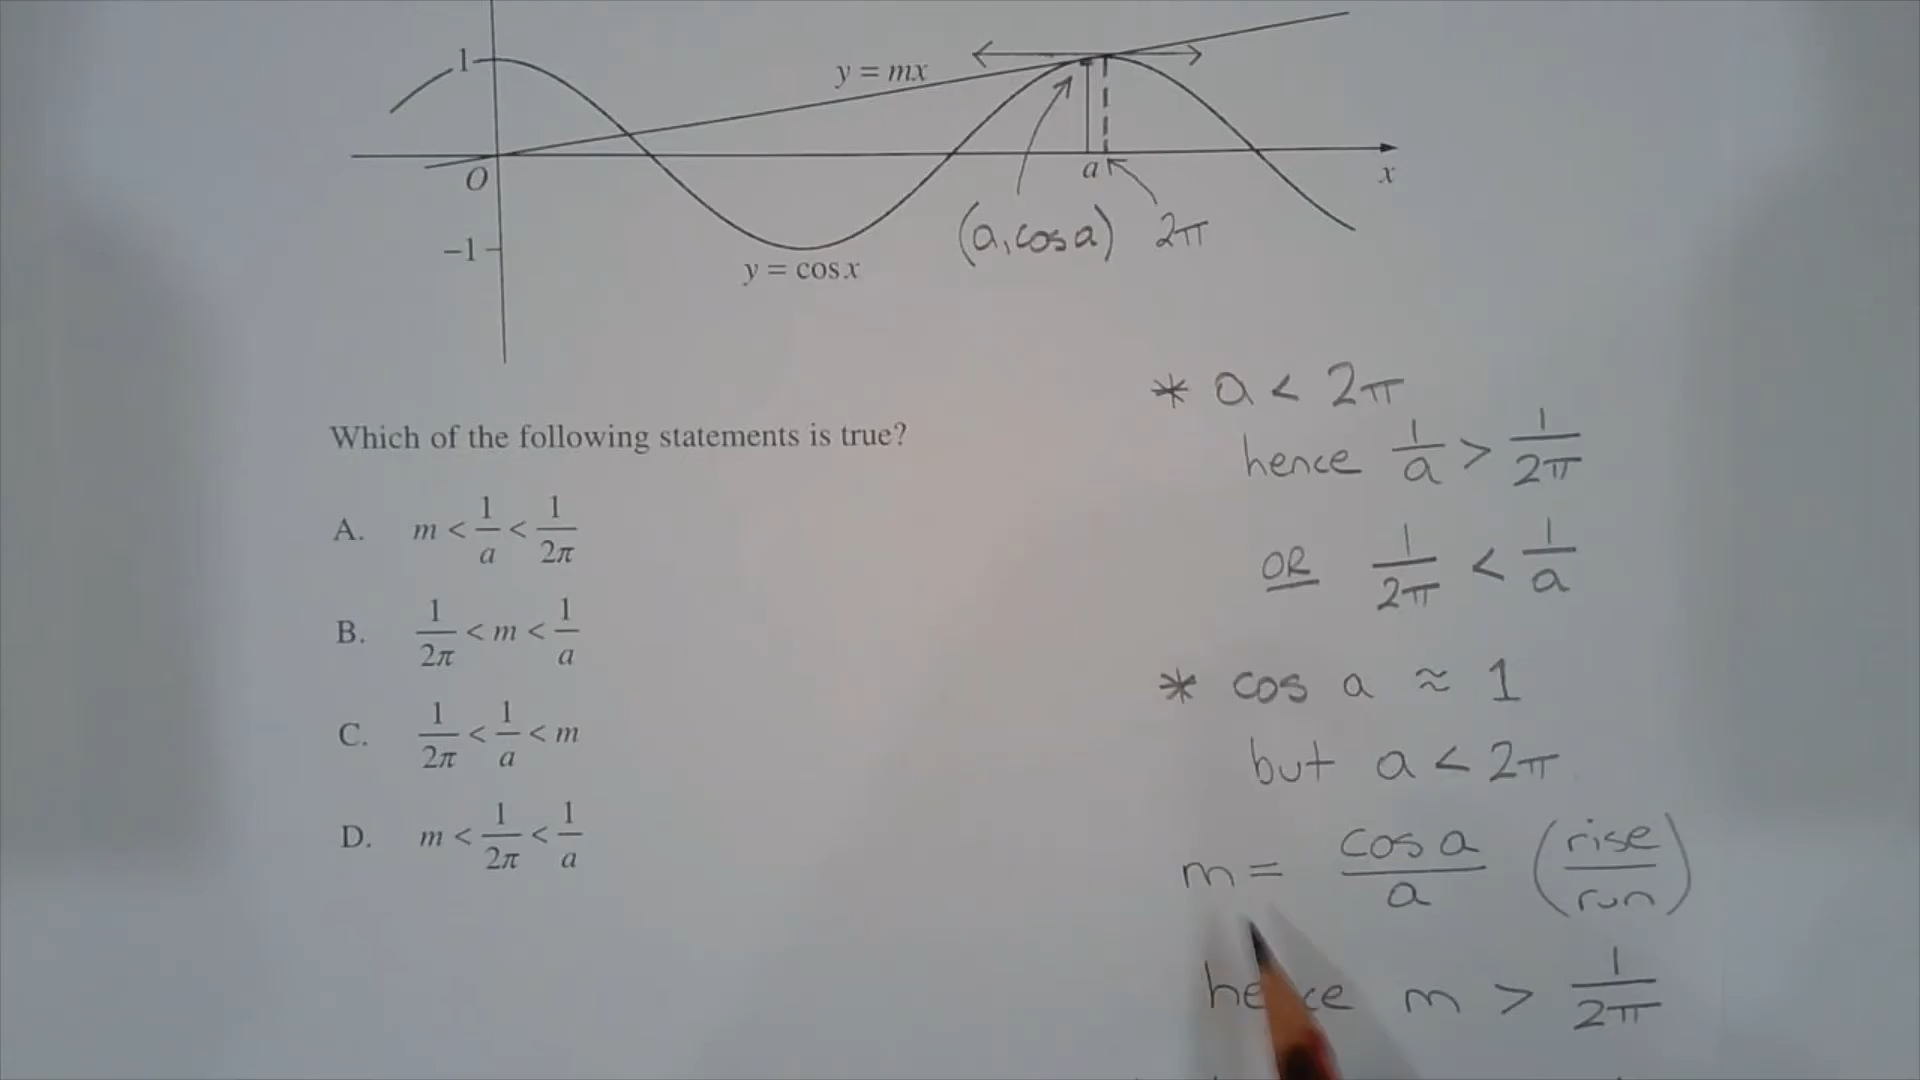 1
y = mx
O
a
x
(a, cos a) 2π
−1
y = cos x
Which of the following statements is true?
A. m < 1/a < 1/2π
B. 1/2π < m < 1/a
C. 1/2π < 1/a < m
D. m < 1/2π < 1/a
* a < 2π
hence 1/a > 1/2π
OR 1/2π < 1/a
* cos a ≈ 1
but a < 2π
m = cos a/a (rise/run)
hence m > 1/2π